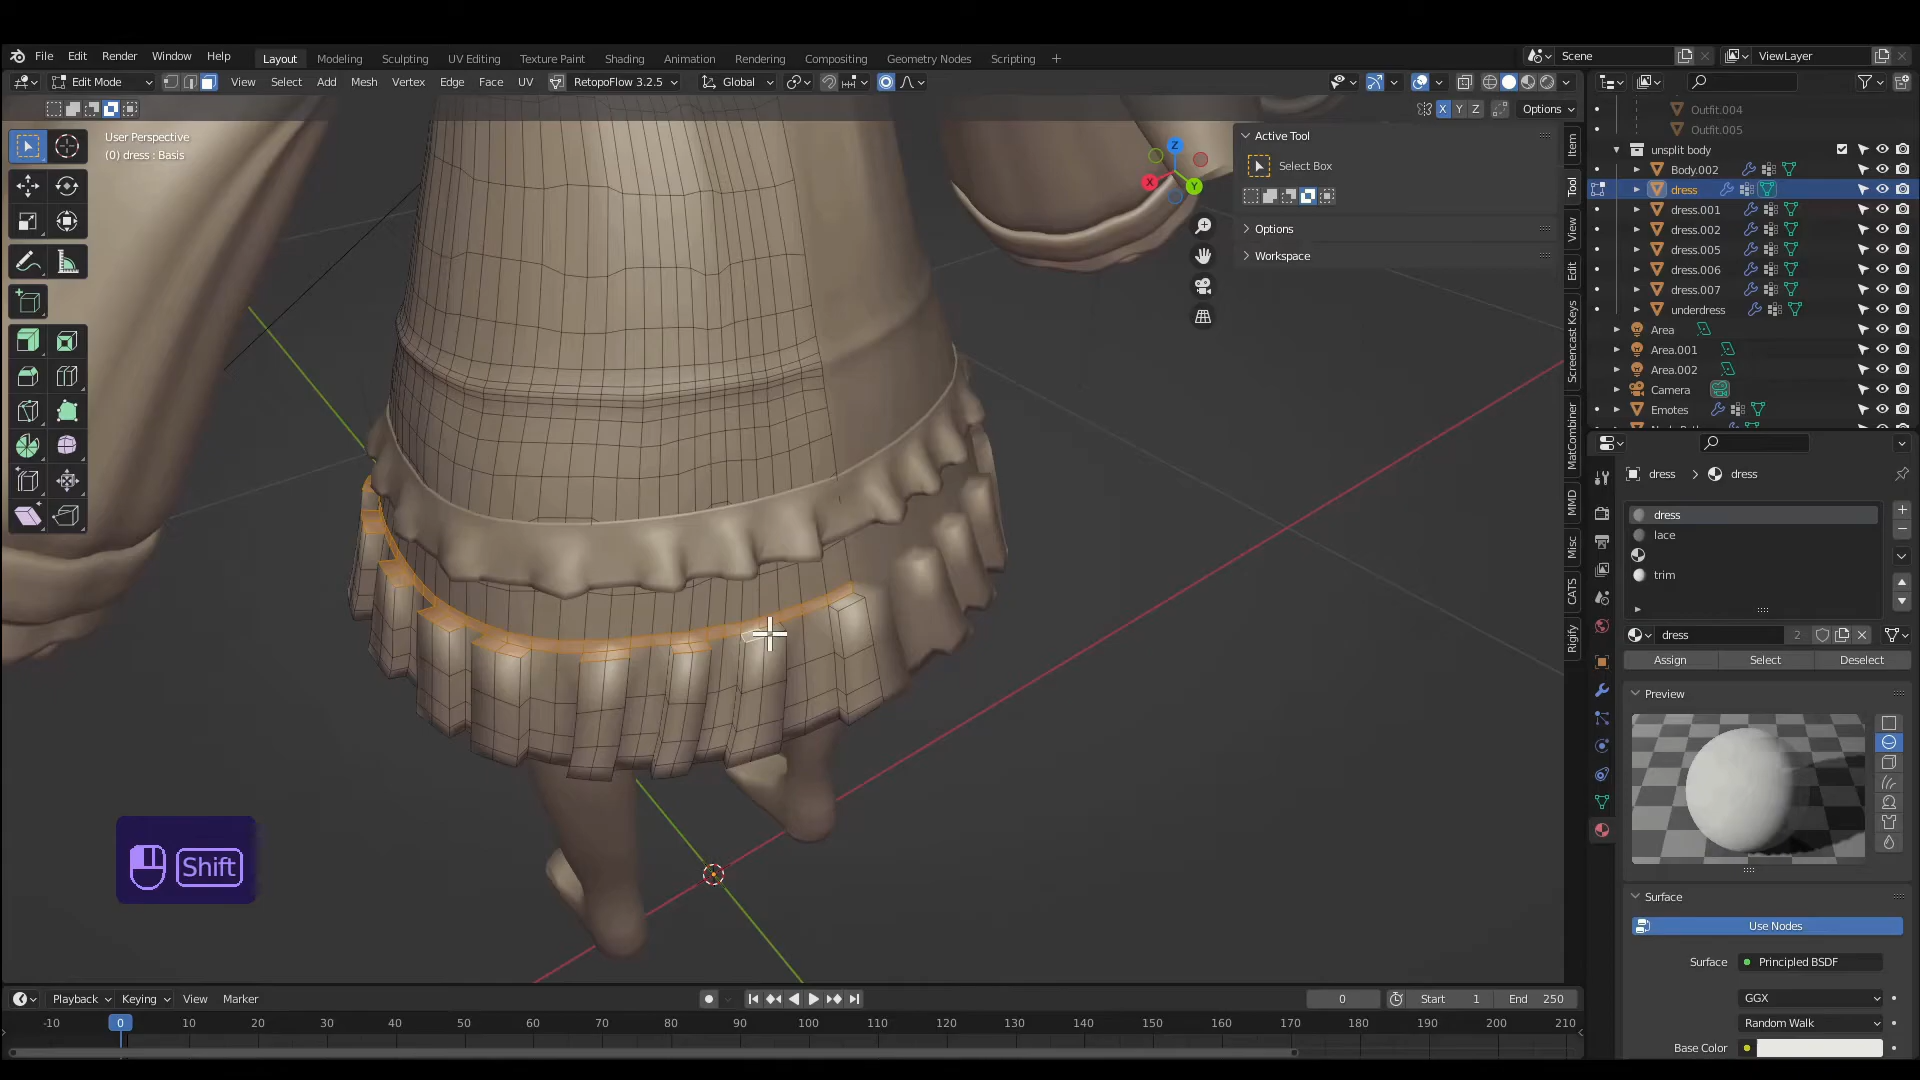 File Edit Render Window Help Layout Modeling Sculpting UV Editing Texture Paint Shading Animation Rendering Compositing Geometry Nodes Scripting + Scene ViewLayer
Edit Mode View Select Add Mesh Vertex Edge Face UV RetopoFlow 3.2.5 Global
X Y Z Options
User Perspective
(0) dress : Basis
Z
X
Y
Active Tool
Select Box
Options
Workspace
Item
Tool
View
Edit
Screencast Keys
MatCombiner
MMD
Misc
CATS
Rigify
Outfit.004
Outfit.005
unsplit body
Body.002
dress
dress.001
dress.002
dress.005
dress.006
dress.007
underdress
Area
Area.001
Area.002
Camera
Emotes
dress dress
dress
lace
trim
dress 2
Assign Select Deselect
Preview
Surface
Use Nodes
Surface Principled BSDF
GGX
Random Walk
Base Color
Shift
Playback Keying View Marker 0 Start 1 End 250
-10 0 10 20 30 40 50 60 70 80 90 100 110 120 130 140 150 160 170 180 190 200 210